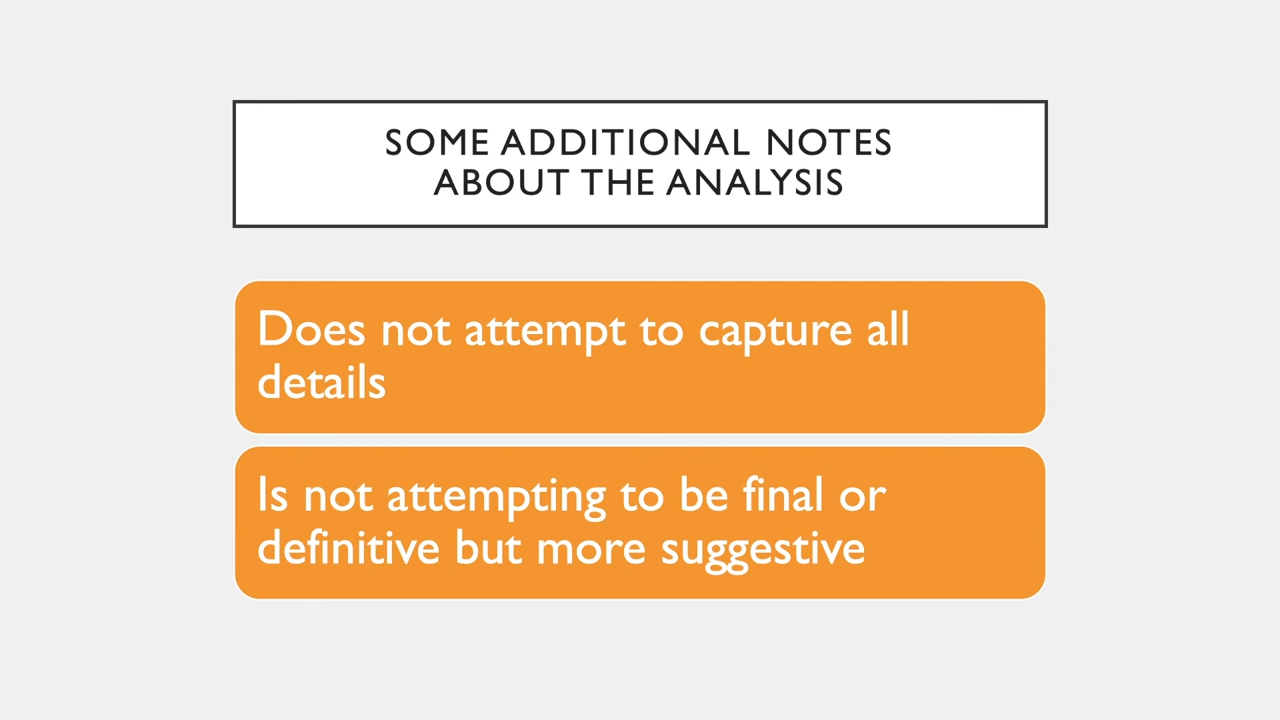 SOME ADDITIONAL NOTES
ABOUT THE ANALYSIS
Does not attempt to capture all
details
Is not attempting to be final or
definitive but more suggestive